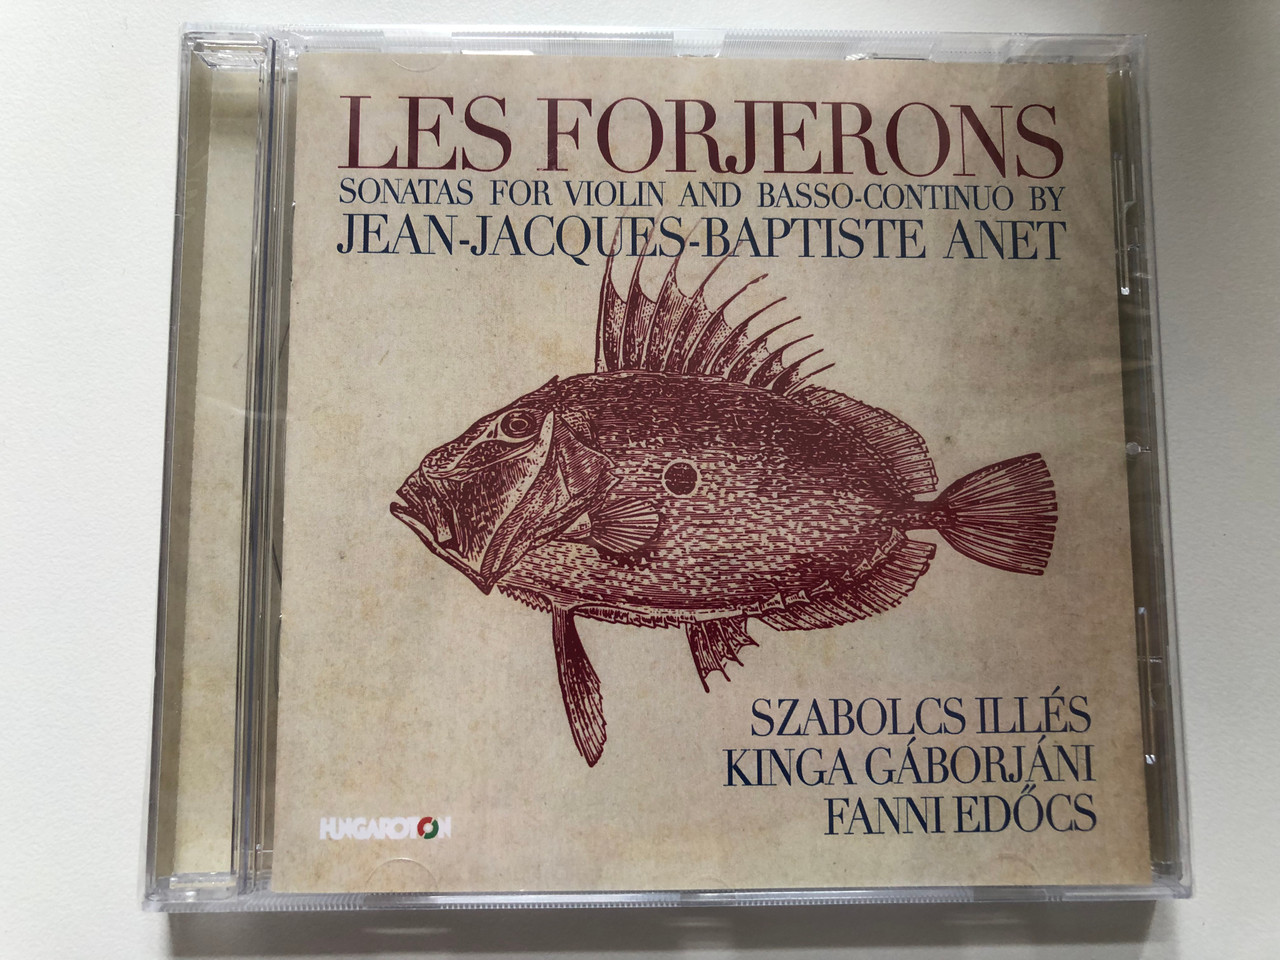 LES FORJERONS
SONATAS FOR VIOLIN AND BASSO-CONTINUO BY
JEAN-JACQUES-BAPTISTE ANET
SZABOLCS ILLÉS
KINGA GÁBORJÁNI
FANNI EDŐCS
HUNGAROTON